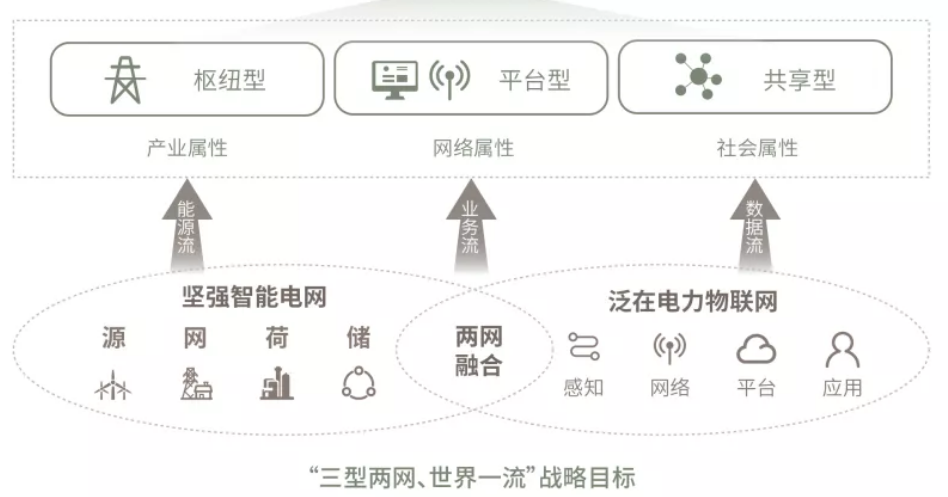 枢纽型
平台型
共享型
产业属性
网络属性
社会属性
能源流
业务流
数据流
坚强智能电网
源 网 荷 储
两网
融合
泛在电力物联网
感知 网络 平台 应用
“三型两网、世界一流”战略目标